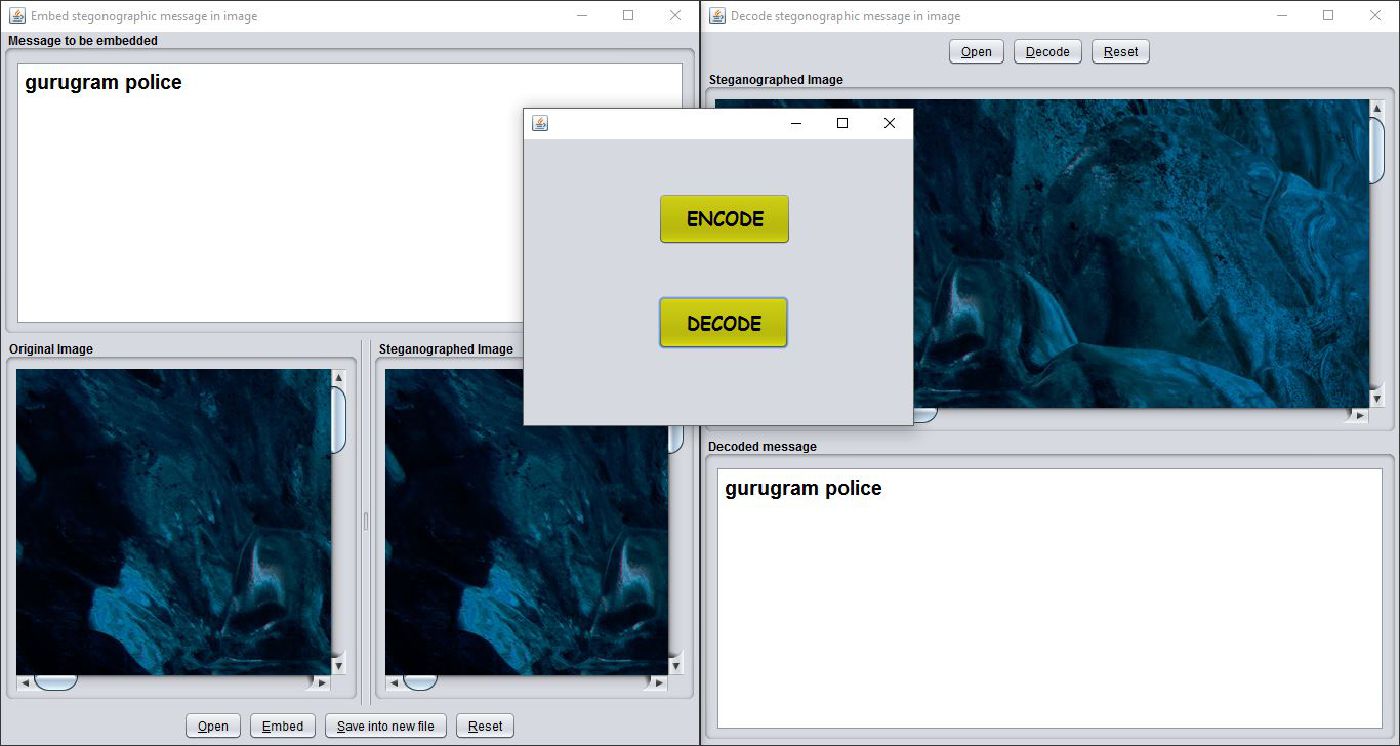 Embed stegonographic message in image
Message to be embedded
gurugram police
Original Image
Steganographed Image
Open
Embed
Save into new file
Reset
ENCODE
DECODE
Decode stegonographic message in image
Open
Decode
Reset
Steganographed Image
Decoded message
gurugram police